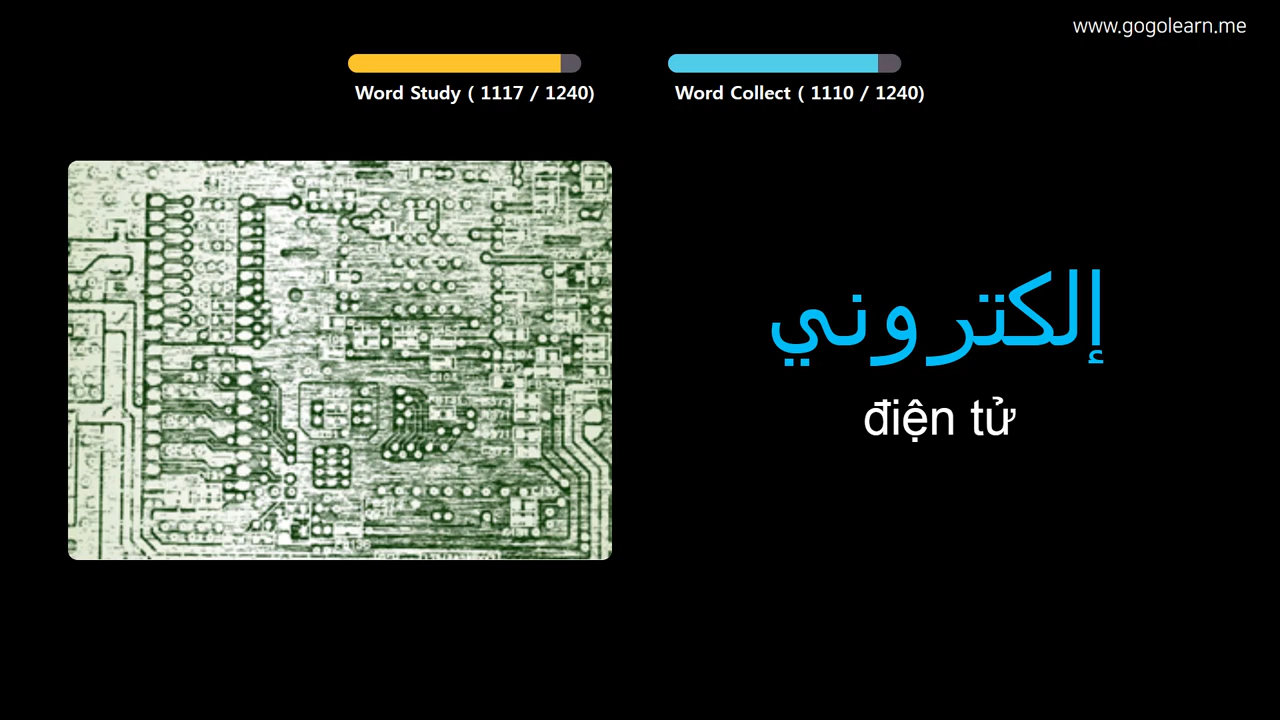 www.gogolearn.me
Word Study ( 1117 / 1240)
Word Collect ( 1110 / 1240)
إلكتروني
điện tử